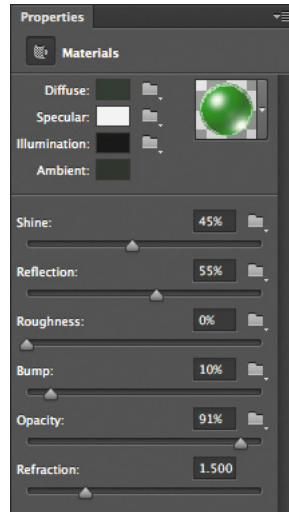 Properties
Materials
Diffuse:
Specular:
Illumination:
Ambient:
Shine: 45%
Reflection: 55%
Roughness: 0%
Bump: 10%
Opacity: 91%
Refraction: 1.500